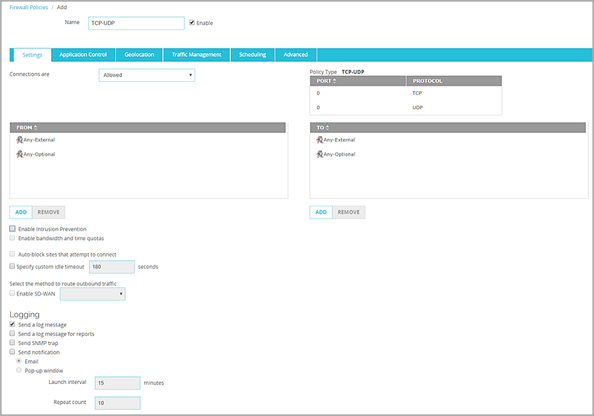 Firewall Policies / Add
Name TCP-UDP Enable
Settings Application Control Geolocation Traffic Management Scheduling Advanced
Connections are Allowed
Policy Type TCP-UDP
PORT PROTOCOL
0 TCP
0 UDP
FROM
Any-External
Any-Optional
TO
Any-External
Any-Optional
ADD REMOVE
ADD REMOVE
Enable Intrusion Prevention
Enable bandwidth and time quotas
Auto-block sites that attempt to connect
Specify custom idle timeout 180 seconds
Select the method to route outbound traffic
Enable SD-WAN
Logging
Send a log message
Send a log message for reports
Send SNMP trap
Send notification
Email
Pop-up window
Launch interval 15 minutes
Repeat count 10